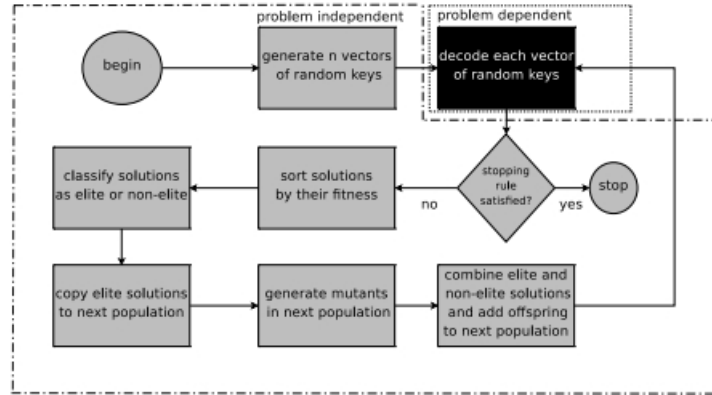 problem independent
problem dependent
begin
generate n vectors
of random keys
decode each vector
of random keys
classify solutions
as elite or non-elite
sort solutions
by their fitness
stopping
rule
satisfied?
stop
no
yes
copy elite solutions
to next population
generate mutants
in next population
combine elite and
non-elite solutions
and add offspring
to next population